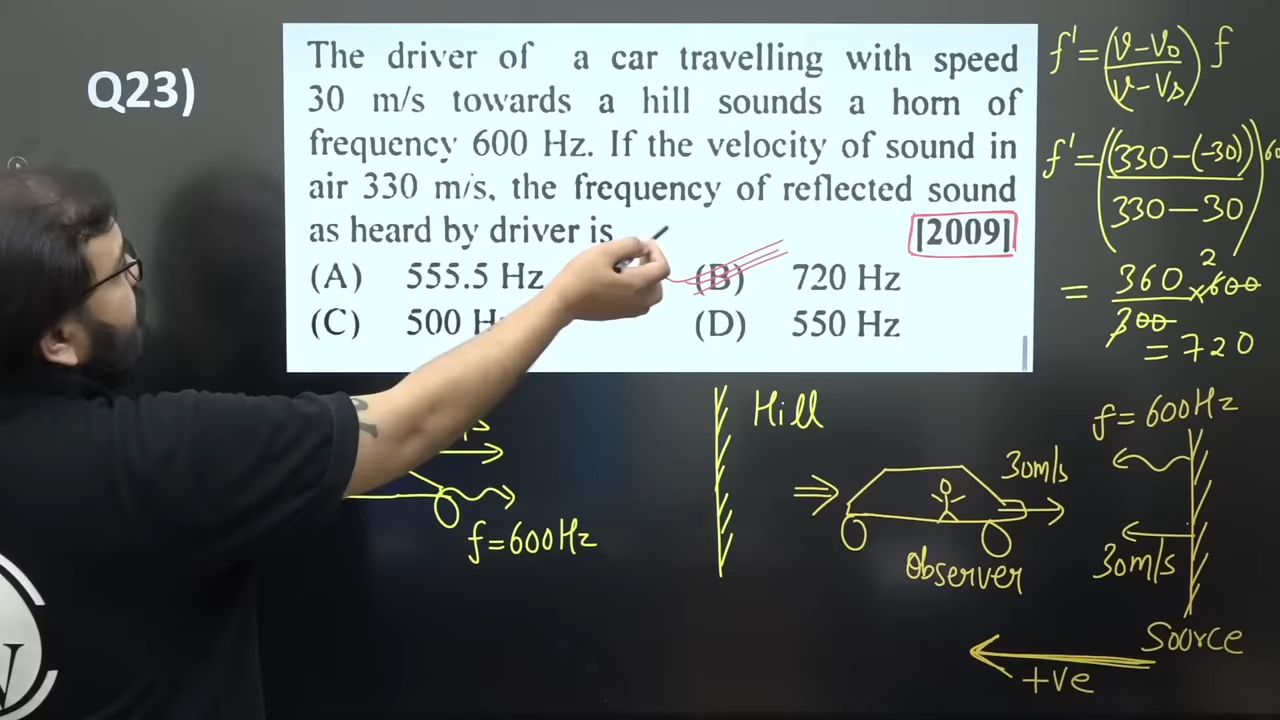 Q23)
The driver of a car travelling with speed
30 m/s towards a hill sounds a horn of
frequency 600 Hz. If the velocity of sound in
air 330 m/s, the frequency of reflected sound
as heard by driver is
[2009]
(A) 555.5 Hz
(B) 720 Hz
(C) 500
(D) 550 Hz
f' = (v - v₀ / v - vₛ) f
f' = ((330 - (-30)) / 330 - 30)
= 360 / 300 × 600 2
= 720
f = 600Hz
Hill
30m/s
Observer
f = 600Hz
30m/s
Source
+ve